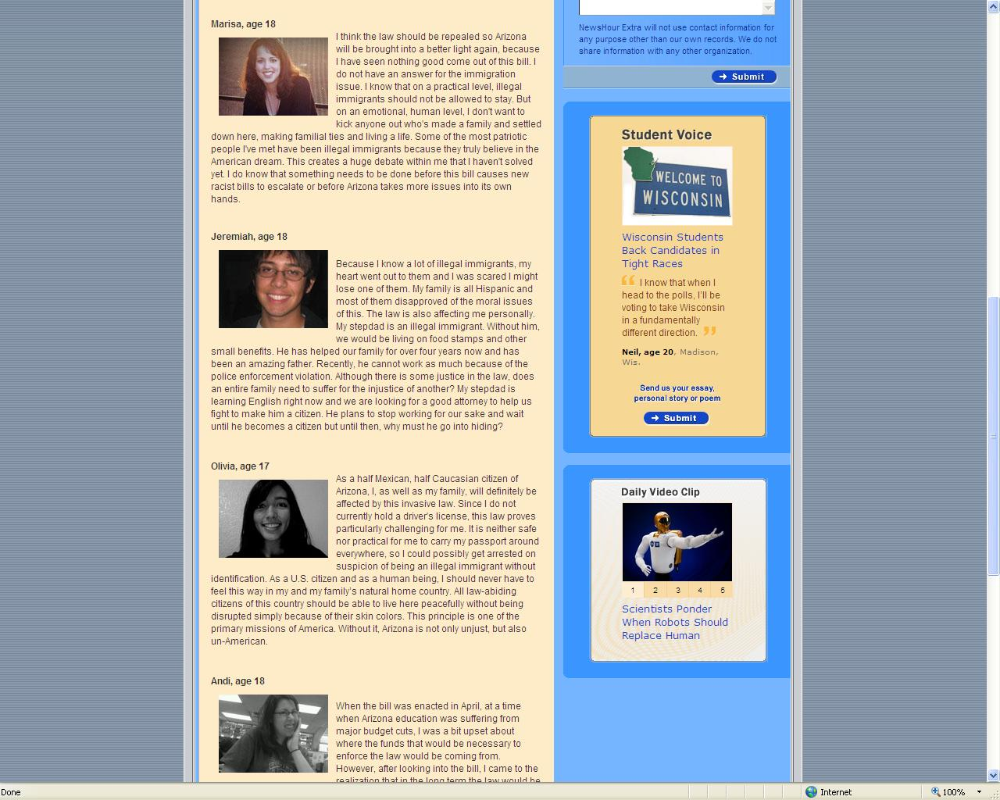 Marisa, age 18
I think the law should be repealed so Arizona
will be brought into a better light again, because
I have seen nothing good come out of this bill. I
do not have an answer for the immigration
issue. I know that on a practical level, illegal
immigrants should not be allowed to stay. But
on an emotional, human level, I don't want to
kick anyone out who's made a family and settled
down here, making familial ties and living a life. Some of the most patriotic
people I've met have been illegal immigrants because they truly believe in the
American dream. This creates a huge debate within me that I haven't solved
yet. I do know that something needs to be done before this bill causes new
racist bills to escalate or before Arizona takes more issues into its own
hands.
Jeremiah, age 18
Because I know a lot of illegal immigrants, my
heart went out to them and I was scared I might
lose one of them. My family is all Hispanic and
most of them disapproved of the moral issues
of this. The law is also affecting me personally.
My stepdad is an illegal immigrant. Without him,
we would be living on food stamps and other
small benefits. He has helped our family for over four years now and has
been an amazing father. Recently, he cannot work as much because of the
police enforcement violation. Although there is some justice in the law, does
an entire family need to suffer for the injustice of another? My stepdad is
learning English right now and we are looking for a good attorney to help us
fight to make him a citizen. He plans to stop working for our sake and wait
until he becomes a citizen but until then, why must he go into hiding?
Olivia, age 17
As a half Mexican, half Caucasian citizen of
Arizona, I, as well as my family, will definitely be
affected by this invasive law. Since I do not
currently hold a driver's license, this law proves
particularly challenging for me. It is neither safe
nor practical for me to carry my passport around
everywhere, so I could possibly get arrested on
suspicion of being an illegal immigrant without
identification. As a U.S. citizen and as a human being, I should never have to
feel this way in my and my family's natural home country. All law-abiding
citizens of this country should be able to live here peacefully without being
disrupted simply because of their skin colors. This principle is one of the
primary missions of America. Without it, Arizona is not only unjust, but also
un-American.
Andi, age 18
When the bill was enacted in April, at a time
when Arizona education was suffering from
major budget cuts, I was a bit upset about
where the funds that would be necessary to
enforce the law would be coming from.
However, after looking into the bill, I came to the
realization that in the long term the law would be
NewsHour Extra will not use contact information for
any purpose other than our own records. We do not
share information with any other organization.
Submit
Student Voice
WELCOME TO
WISCONSIN
Wisconsin Students
Back Candidates in
Tight Races
“ I know that when I
head to the polls, I'll be
voting to take Wisconsin
in a fundamentally
different direction. ”
Neil, age 20, Madison,
Wis.
Send us your essay,
personal story or poem
Submit
Daily Video Clip
1 2 3 4 5
Scientists Ponder
When Robots Should
Replace Human
Done
Internet
100%